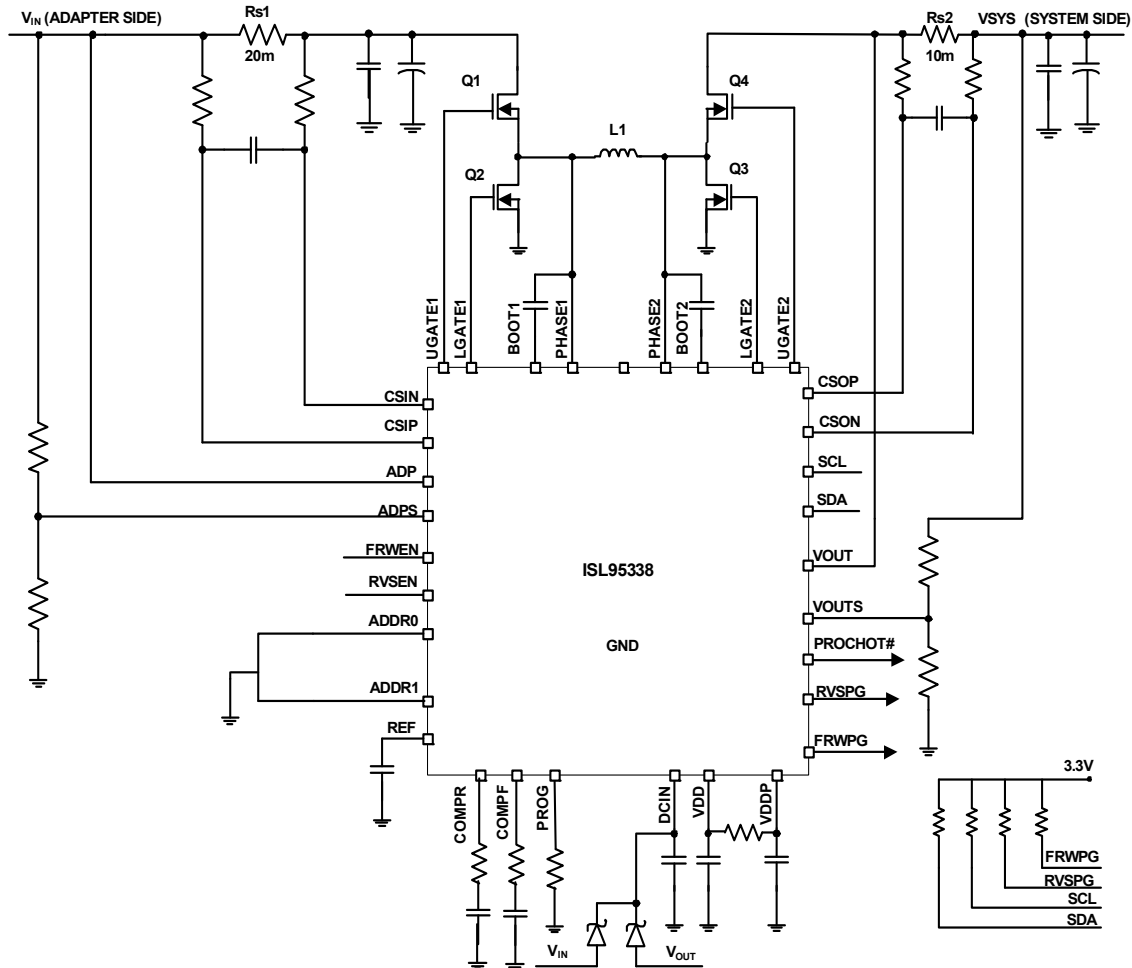 VIN (ADAPTER SIDE)
Rs1
20m
Rs2
10m
VSYS (SYSTEM SIDE)
Q1
Q4
L1
Q2
Q3
UGATE1
LGATE1
BOOT1
PHASE1
PHASE2
BOOT2
LGATE2
UGATE2
CSIN
CSIP
ADP
ADPS
FRWEN
RVSEN
ADDR0
ADDR1
REF
ISL95338
GND
CSOP
CSON
SCL
SDA
VOUT
VOUTS
PROCHOT#
RVSPG
FRWPG
COMPR
COMPF
PROG
DCIN
VDD
VDDP
VIN
VOUT
3.3V
FRWPG
RVSPG
SCL
SDA